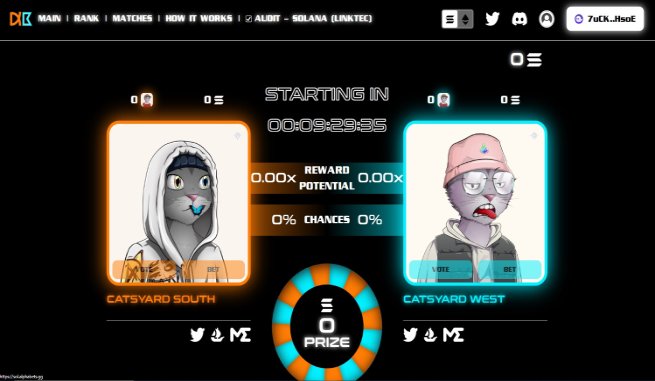 MAIN | RANK | MATCHES | HOW IT WORKS | AUDIT - SOLANA (LINKTEC) 7uCK..HsoE
0
0 0 STARTING IN 0 0
00:09:29:35
0.00x REWARD POTENTIAL 0.00x
0% CHANCES 0%
VOTE BET VOTE BET
CATSYARD SOUTH CATSYARD WEST
0
PRIZE
ME ME